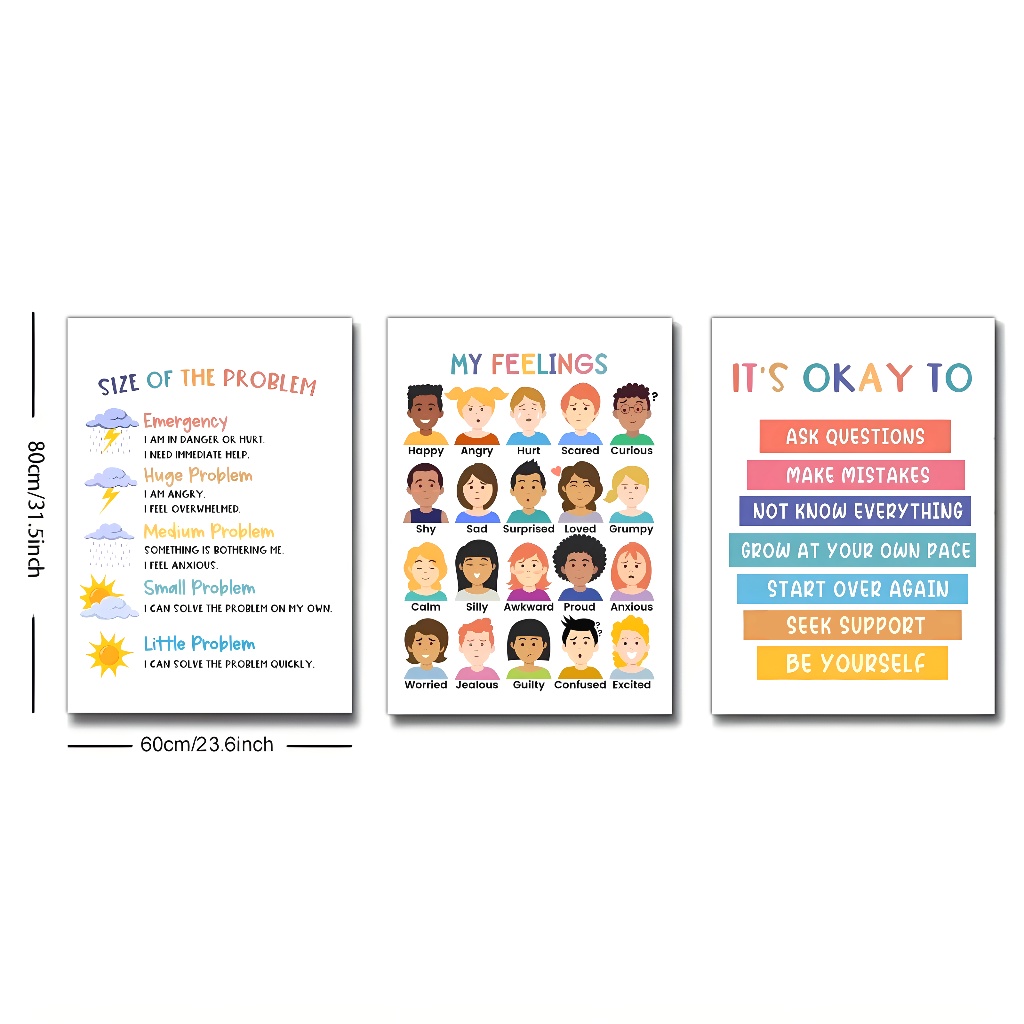 80cm/31.5inch
60cm/23.6inch
SIZE OF THE PROBLEM
Emergency
I AM IN DANGER OR HURT.
I NEED IMMEDIATE HELP.
Huge Problem
I AM ANGRY.
I FEEL OVERWHELMED.
Medium Problem
SOMETHING IS BOTHERING ME.
I FEEL ANXIOUS.
Small Problem
I CAN SOLVE THE PROBLEM ON MY OWN.
Little Problem
I CAN SOLVE THE PROBLEM QUICKLY.
MY FEELINGS
?
Happy Angry Hurt Scared Curious
Shy Sad Surprised Loved Grumpy
Calm Silly Awkward Proud Anxious
? ?
Worried Jealous Guilty Confused Excited
IT'S OKAY TO
ASK QUESTIONS
MAKE MISTAKES
NOT KNOW EVERYTHING
GROW AT YOUR OWN PACE
START OVER AGAIN
SEEK SUPPORT
BE YOURSELF